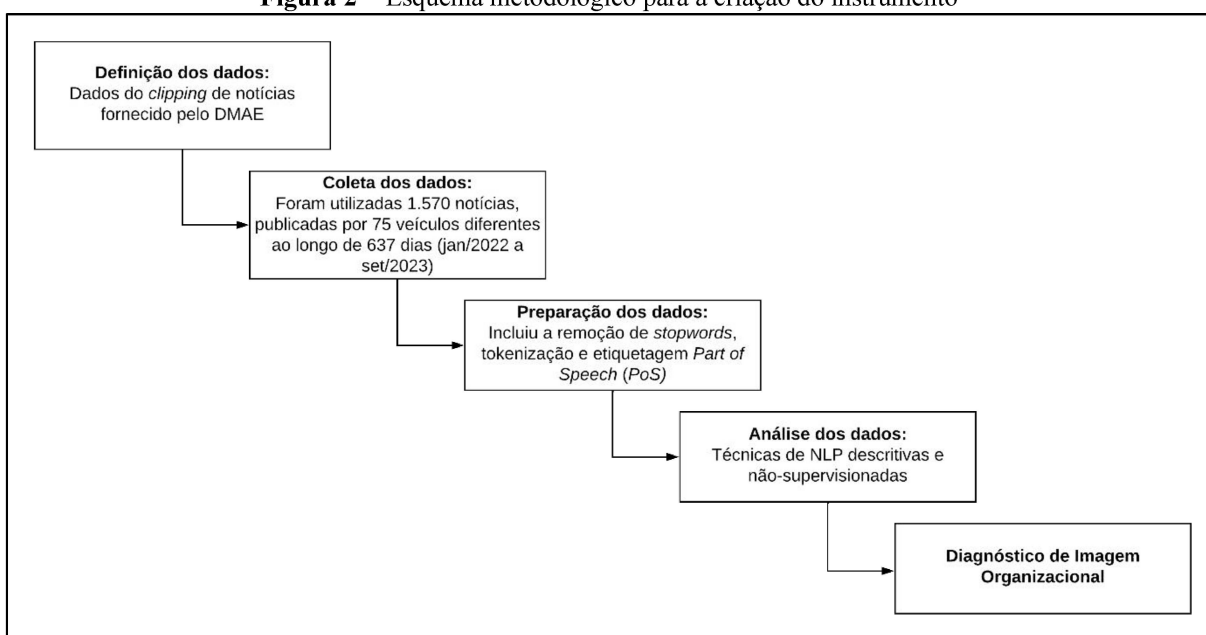 Figura 2 – Esquema metodológico para a criação do instrumento
Definição dos dados:
Dados do clipping de notícias
fornecido pelo DMAE
Coleta dos dados:
Foram utilizadas 1.570 notícias,
publicadas por 75 veículos diferentes
ao longo de 637 dias (jan/2022 a
set/2023)
Preparação dos dados:
Incluiu a remoção de stopwords,
tokenização e etiquetagem Part of
Speech (PoS)
Análise dos dados:
Técnicas de NLP descritivas e
não-supervisionadas
Diagnóstico de Imagem
Organizacional